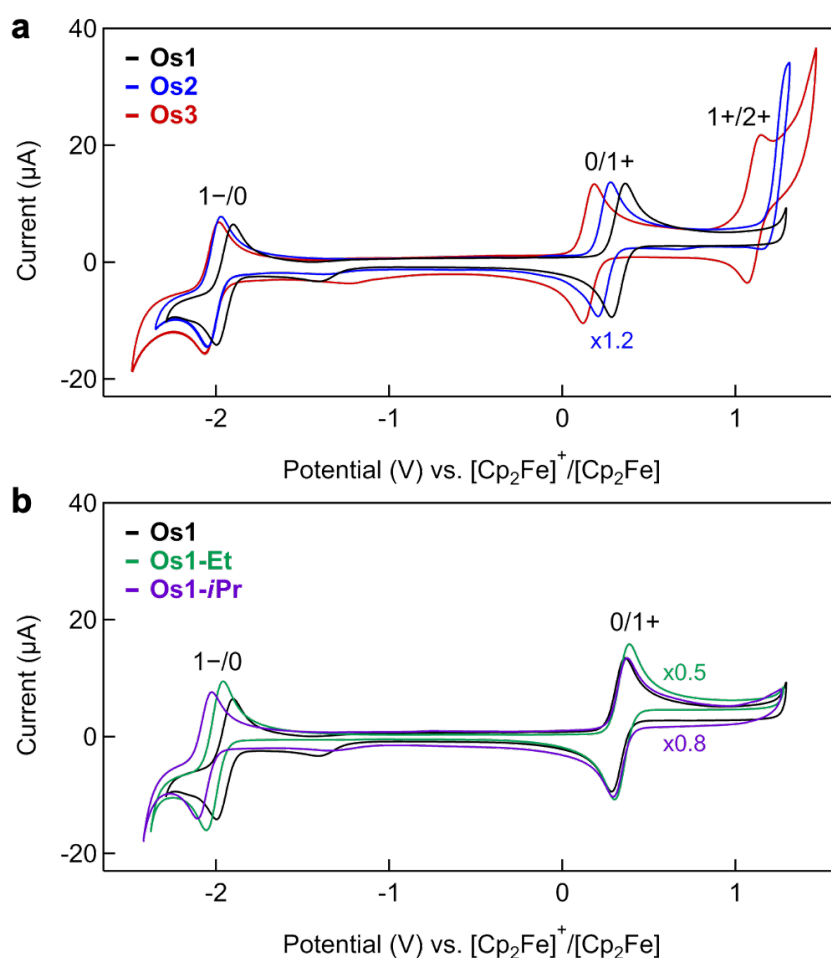 a
40
20
0
-20
Current (µA)
Os1
Os2
Os3
1−/0
0/1+
1+/2+
x1.2
-2
-1
0
1
Potential (V) vs. [Cp₂Fe]⁺/[Cp₂Fe]
b
40
20
0
-20
Current (µA)
Os1
Os1-Et
Os1-iPr
1−/0
0/1+
x0.5
x0.8
-2
-1
0
1
Potential (V) vs. [Cp₂Fe]⁺/[Cp₂Fe]